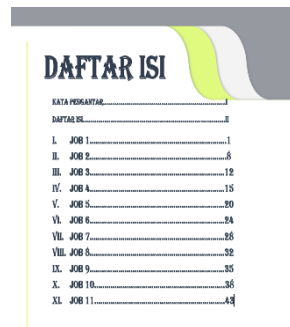 DAFTAR ISI
KATA PENGANTAR.................................................I
DAFTAR ISI.................................................II
I. JOB 1.................................................1
II. JOB 2.................................................8
III. JOB 3.................................................12
IV. JOB 4.................................................15
V. JOB 5.................................................20
VI. JOB 6.................................................24
VII. JOB 7.................................................28
VIII. JOB 8.................................................32
IX. JOB 9.................................................35
X. JOB 10.................................................38
XI. JOB 11.................................................43